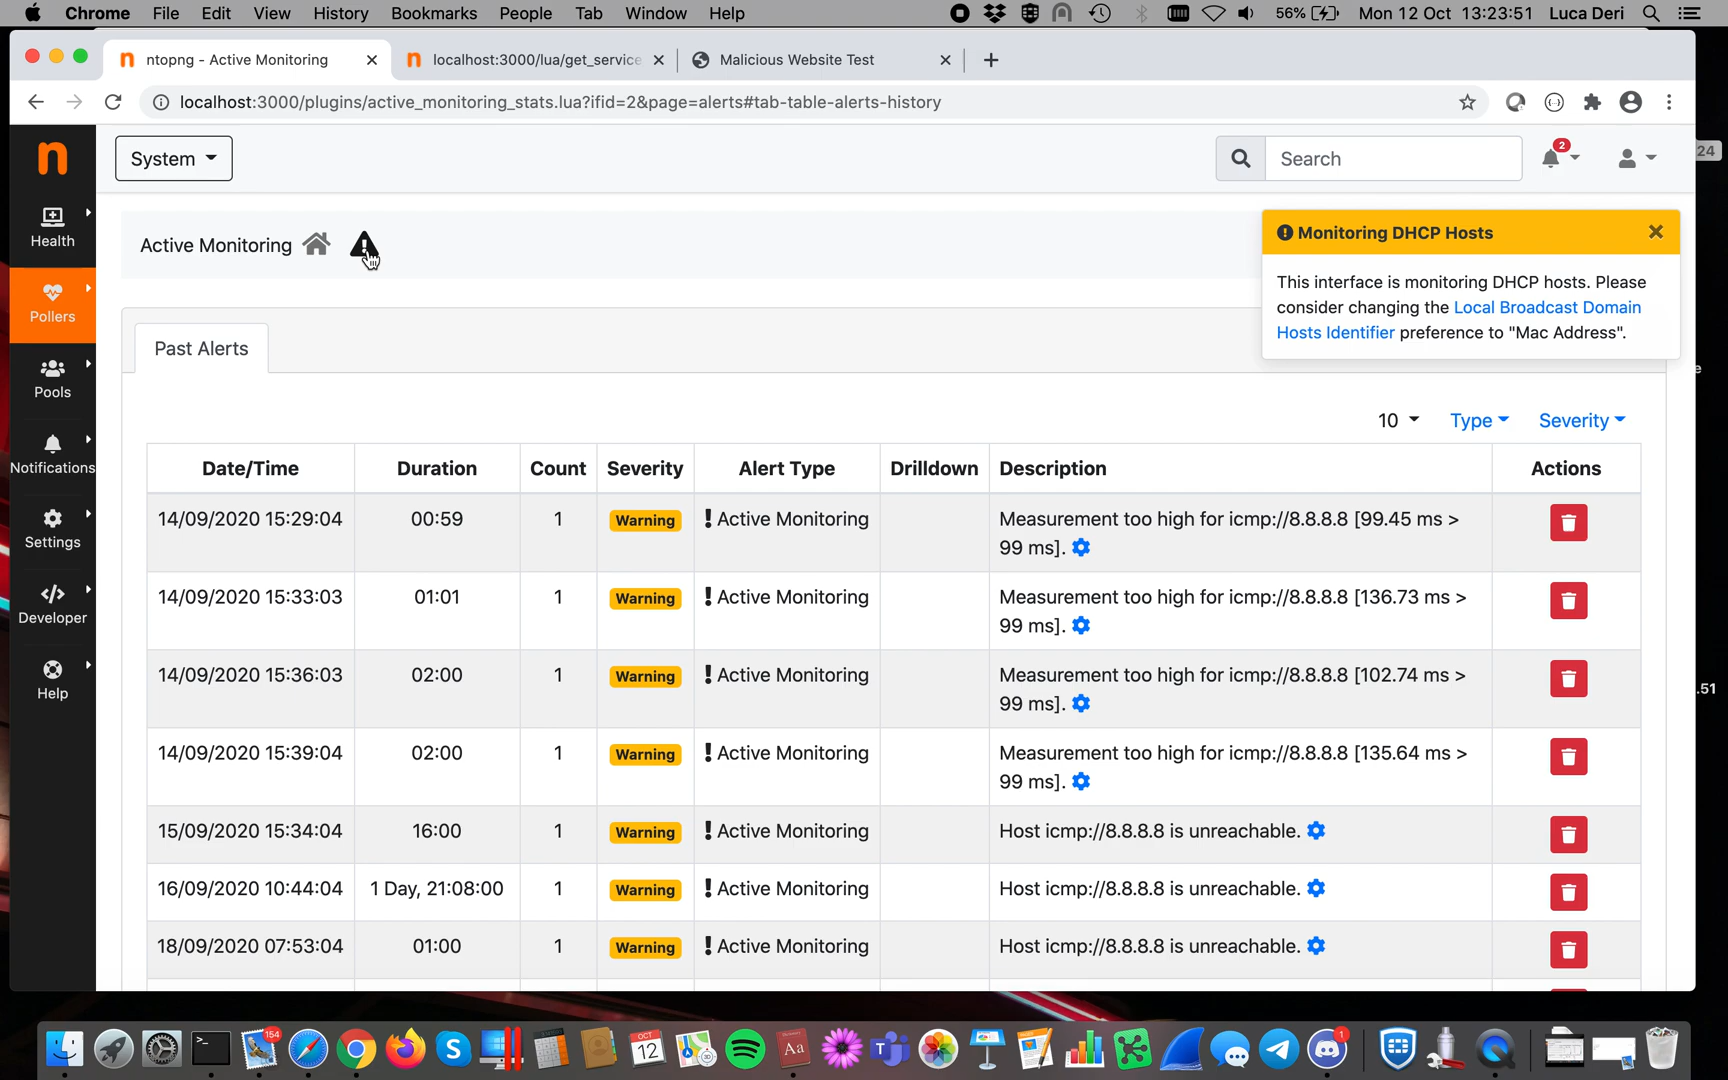 Chrome File Edit View History Bookmarks People Tab Window Help 56% Mon 12 Oct 13:23:51 Luca Deri
ntopng - Active Monitoring
localhost:3000/lua/get_service
Malicious Website Test
localhost:3000/plugins/active_monitoring_stats.lua?ifid=2&page=alerts#tab-table-alerts-history
n
System
Search
2
24
Health
Pollers
Pools
Notifications
Settings
Developer
Help
Active Monitoring
Monitoring DHCP Hosts
This interface is monitoring DHCP hosts. Please
consider changing the Local Broadcast Domain
Hosts Identifier preference to "Mac Address".
e
.51
Past Alerts
10 Type Severity
Date/Time Duration Count Severity Alert Type Drilldown Description Actions
14/09/2020 15:29:04 00:59 1 Warning ! Active Monitoring Measurement too high for icmp://8.8.8.8 [99.45 ms >
99 ms].
14/09/2020 15:33:03 01:01 1 Warning ! Active Monitoring Measurement too high for icmp://8.8.8.8 [136.73 ms >
99 ms].
14/09/2020 15:36:03 02:00 1 Warning ! Active Monitoring Measurement too high for icmp://8.8.8.8 [102.74 ms >
99 ms].
14/09/2020 15:39:04 02:00 1 Warning ! Active Monitoring Measurement too high for icmp://8.8.8.8 [135.64 ms >
99 ms].
15/09/2020 15:34:04 16:00 1 Warning ! Active Monitoring Host icmp://8.8.8.8 is unreachable.
16/09/2020 10:44:04 1 Day, 21:08:00 1 Warning ! Active Monitoring Host icmp://8.8.8.8 is unreachable.
18/09/2020 07:53:04 01:00 1 Warning ! Active Monitoring Host icmp://8.8.8.8 is unreachable.
154
OCT
12
3D
Aa
1